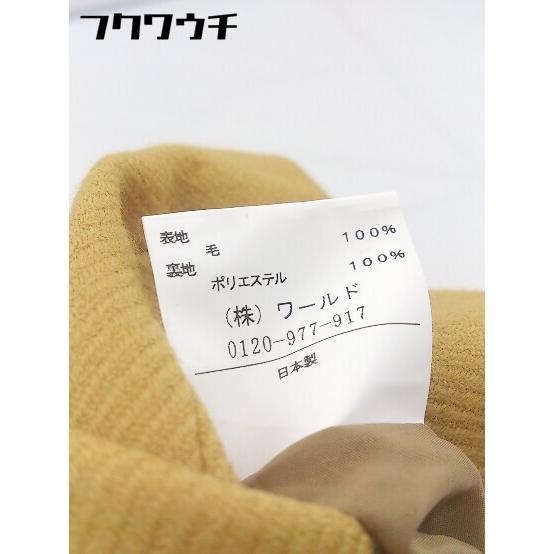 フクワウチ
表地 毛 100%
裏地 ポリエステル 100%
(株) ワールド
0120-977-917
日本製